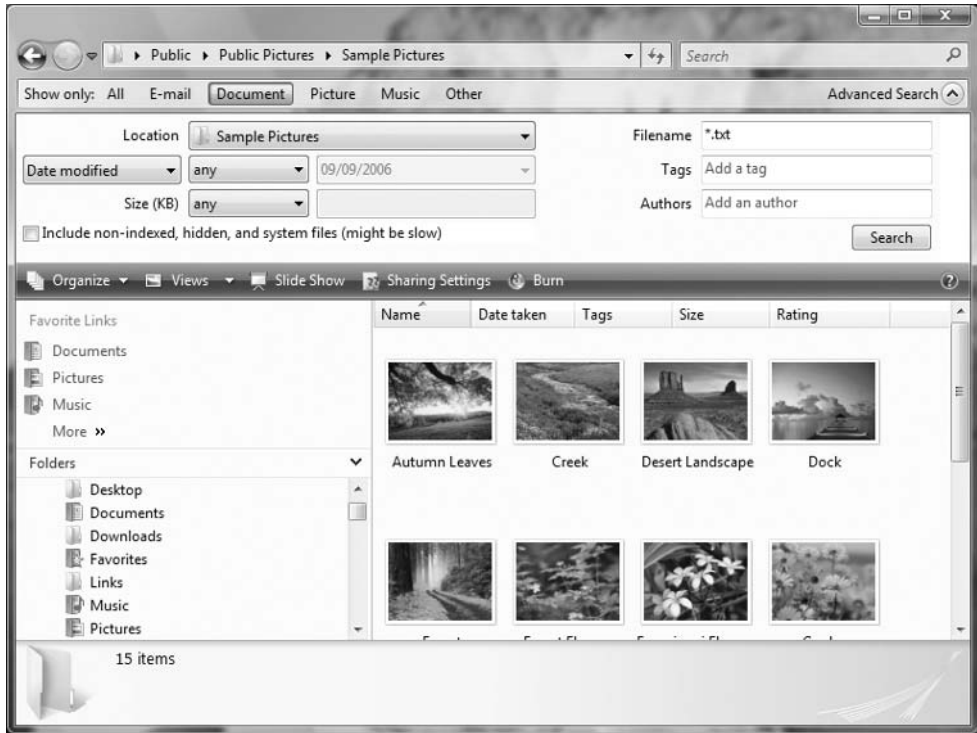 Public Public Pictures Sample Pictures Search
Show only: All E-mail Document Picture Music Other Advanced Search
Location Sample Pictures Filename *.txt
Date modified any 09/09/2006 Tags Add a tag
Size (KB) any Authors Add an author
Include non-indexed, hidden, and system files (might be slow)
Search
Organize Views Slide Show Sharing Settings Burn
Favorite Links
Documents
Pictures
Music
More »
Folders
Desktop
Documents
Downloads
Favorites
Links
Music
Pictures
Name Date taken Tags Size Rating
Autumn Leaves Creek Desert Landscape Dock
15 items